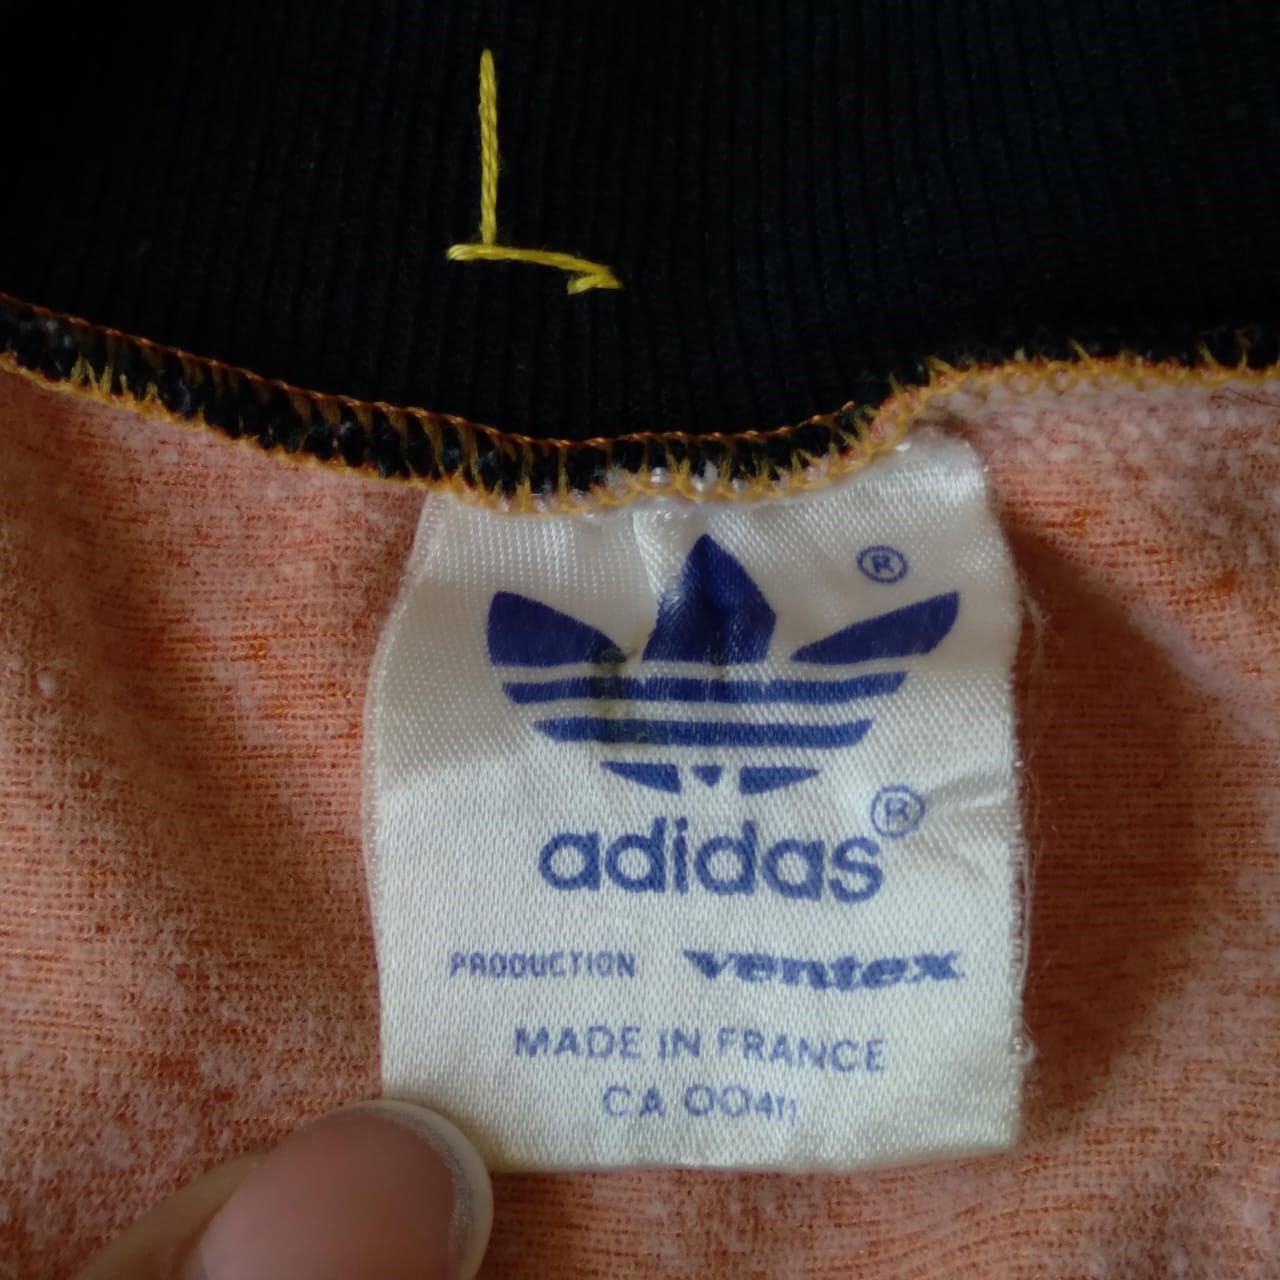 L
®
adidas®
PRODUCTION ventex
MADE IN FRANCE
CA 00411